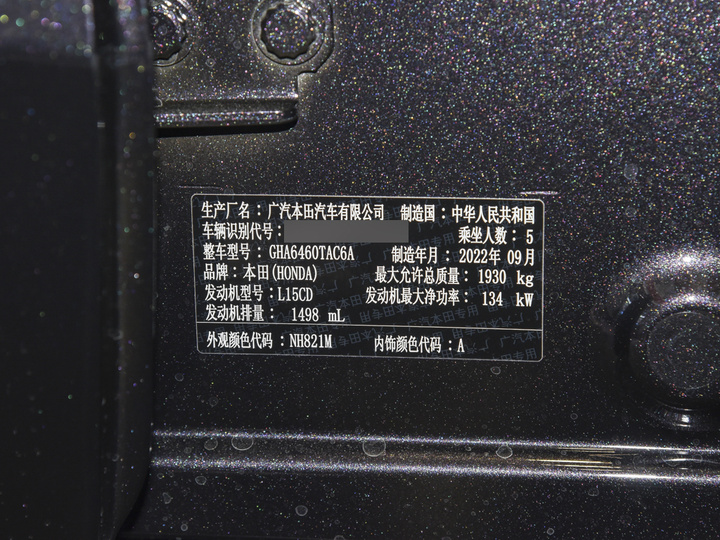 生产厂名：广汽本田汽车有限公司 制造国：中华人民共和国
车辆识别代号： 乘坐人数：5
整车型号：GHA6460TAC6A 制造年月：2022年09月
品牌：本田(HONDA) 最大允许总质量：1930 kg
发动机型号：L15CD 发动机最大净功率：134 kW
发动机排量：1498 mL
外观颜色代码：NH821M 内饰颜色代码：A